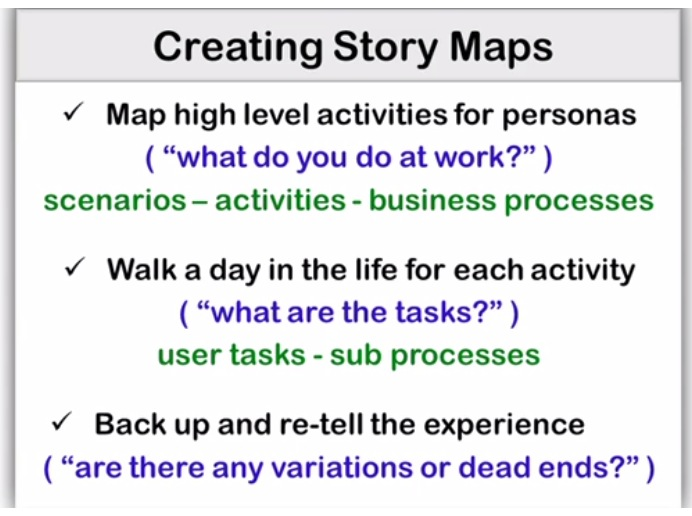 Creating Story Maps
✓ Map high level activities for personas
( “what do you do at work?” )
scenarios – activities - business processes
✓ Walk a day in the life for each activity
( “what are the tasks?” )
user tasks - sub processes
✓ Back up and re-tell the experience
( “are there any variations or dead ends?” )